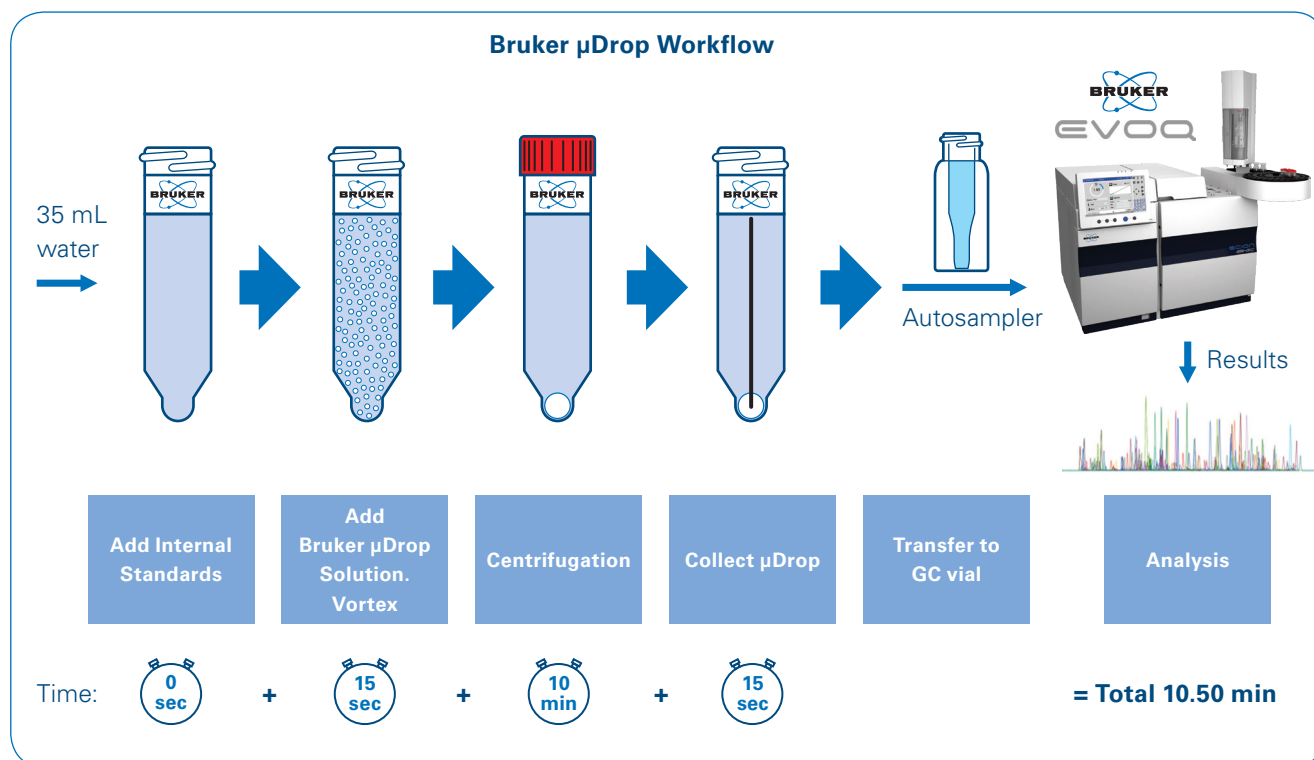 Bruker µDrop Workflow
35 mL
water
BRUKER
BRUKER
BRUKER
BRUKER
Autosampler
BRUKER
EVOQ
Results
Add Internal
Standards
Add
Bruker µDrop
Solution.
Vortex
Centrifugation
Collect µDrop
Transfer to
GC vial
Analysis
Time:
0
sec
+
15
sec
+
10
min
+
15
sec
= Total 10.50 min